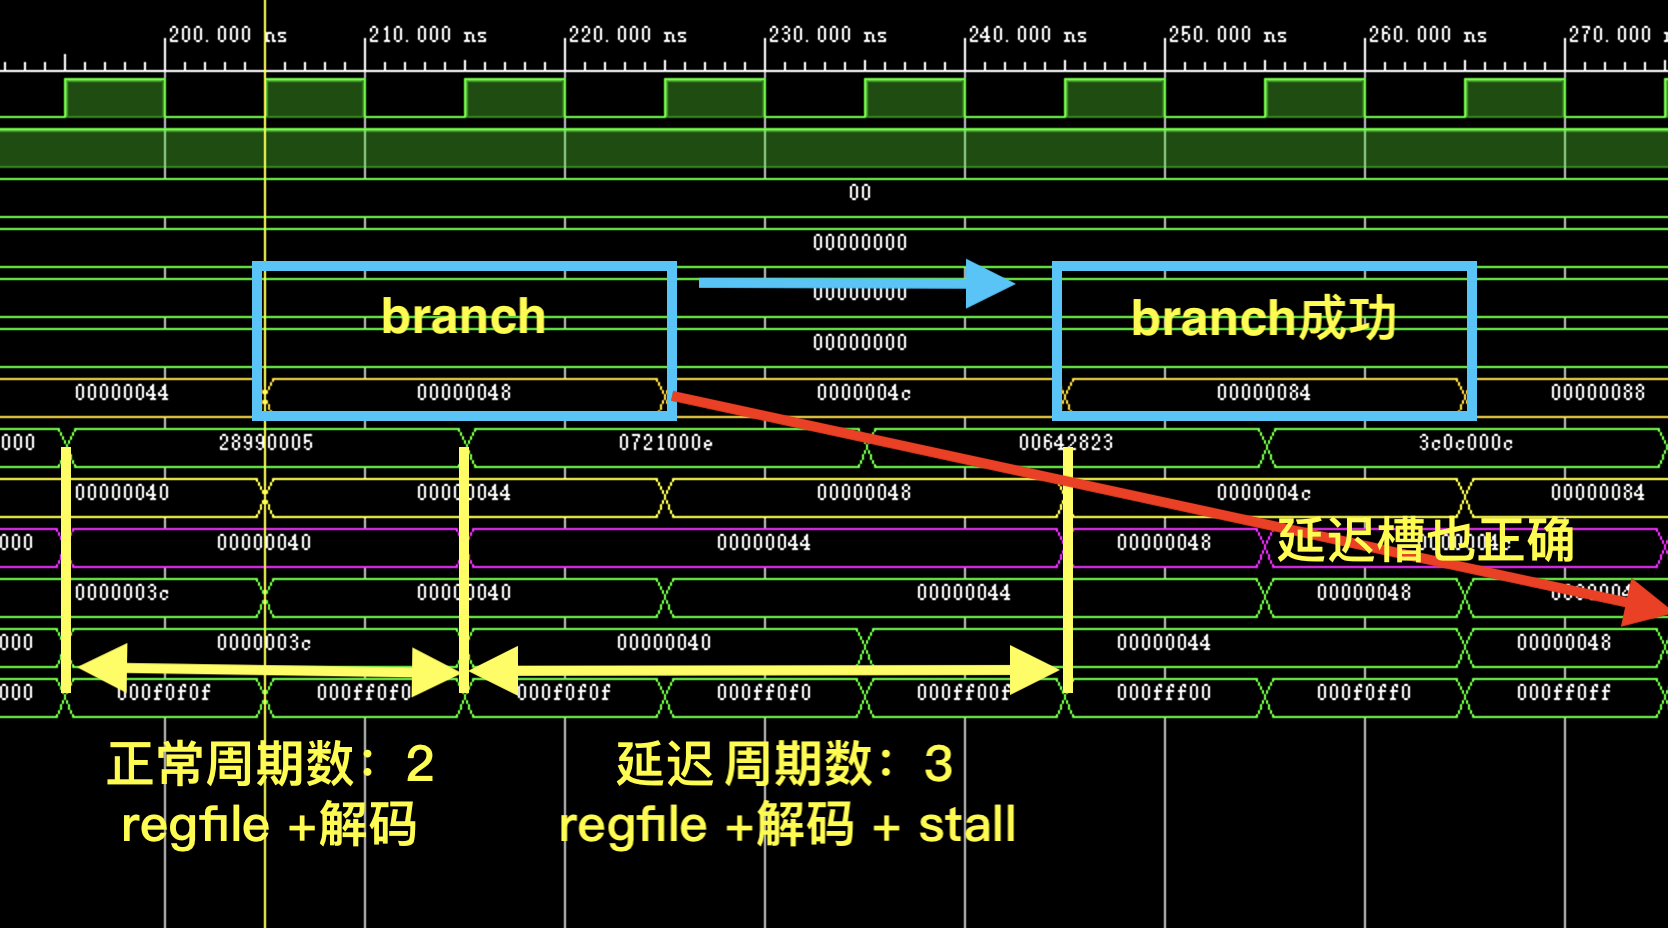 200.000 ns 210.000 ns 220.000 ns 230.000 ns 240.000 ns 250.000 ns 260.000 ns 270.000
00
00000000
00000000
branch branch成功
00000000
00000044 00000048 0000004c 00000084 00000088
000 28990005 0721000e 00642823 3c0c000c
00000040 00000044 00000048 0000004c 00000084
000 00000040 00000044 00000048
延迟槽也正确
0000003c 00000040 00000044 00000048
000 0000003c 00000040 00000044 00000048
000 000f0f0f 000ff0f0 000f0f0f 000ff0f0 000ff00f 000fff00 000f0ff0 000ff0ff
正常周期数：2 延迟 周期数：3
regfile +解码 regfile +解码 + stall